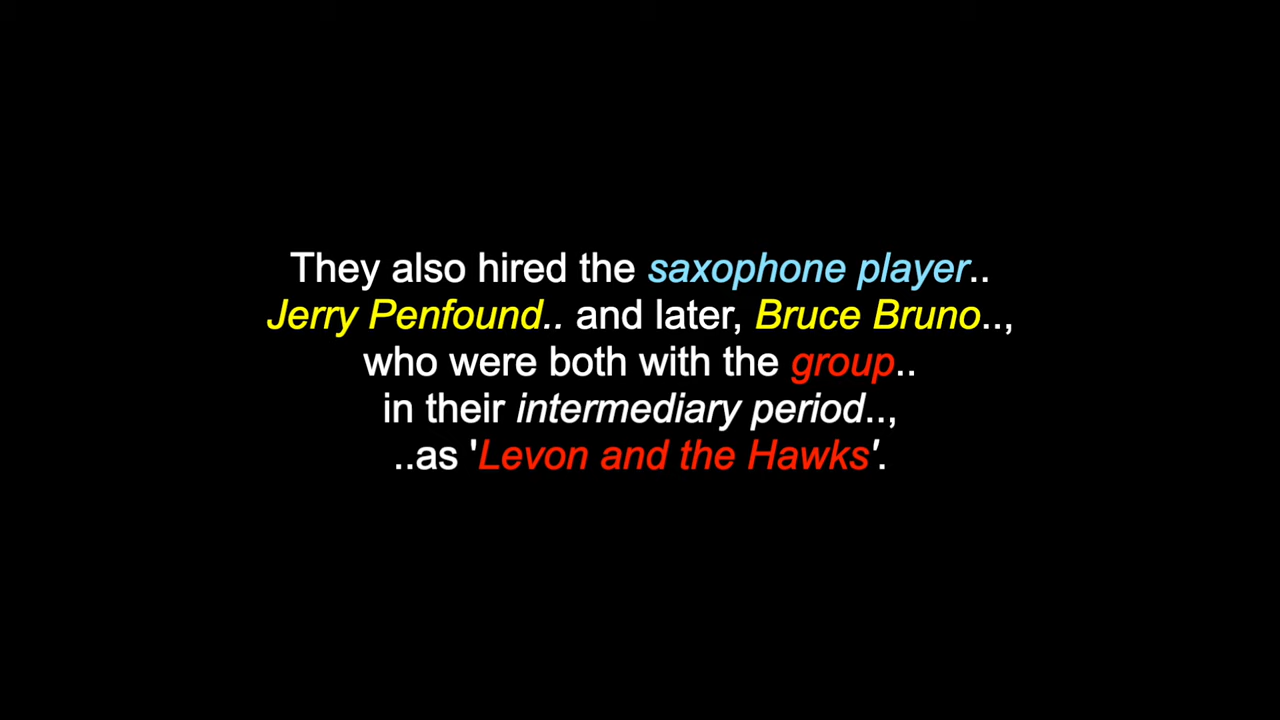 They also hired the saxophone player..
Jerry Penfound.. and later, Bruce Bruno..,
who were both with the group..
in their intermediary period..,
..as 'Levon and the Hawks'.